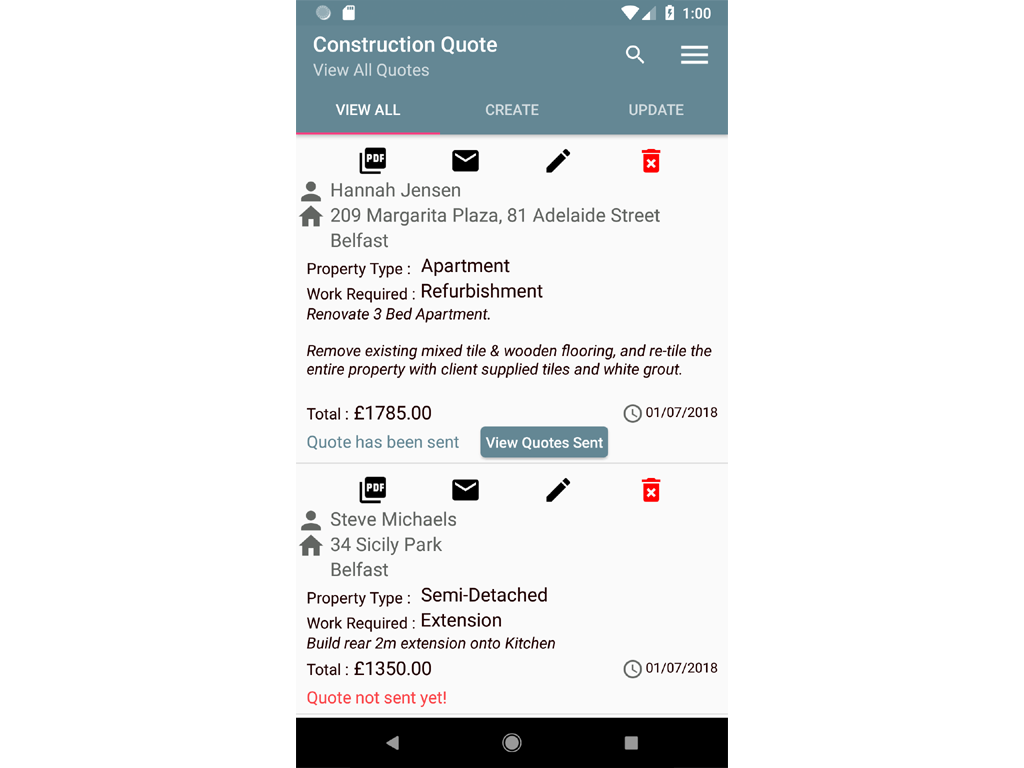 1:00
Construction Quote
View All Quotes
VIEW ALL CREATE UPDATE
PDF
Hannah Jensen
209 Margarita Plaza, 81 Adelaide Street
Belfast
Property Type : Apartment
Work Required : Refurbishment
Renovate 3 Bed Apartment.
Remove existing mixed tile & wooden flooring, and re-tile the
entire property with client supplied tiles and white grout.
Total : £1785.00 01/07/2018
Quote has been sent View Quotes Sent
PDF
Steve Michaels
34 Sicily Park
Belfast
Property Type : Semi-Detached
Work Required : Extension
Build rear 2m extension onto Kitchen
Total : £1350.00 01/07/2018
Quote not sent yet!